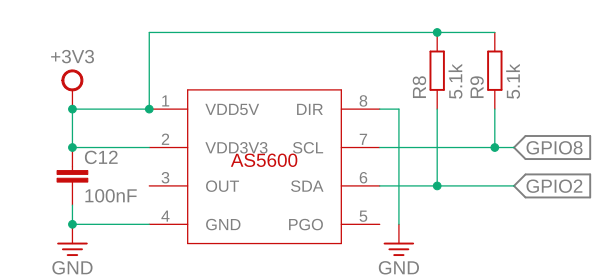 +3V3
R8
5.1k
R9
5.1k
1
VDD5V
DIR
8
2
VDD3V3
SCL
7
GPIO8
AS5600
C12
3
OUT
SDA
6
GPIO2
100nF
4
GND
PGO
5
GND
GND